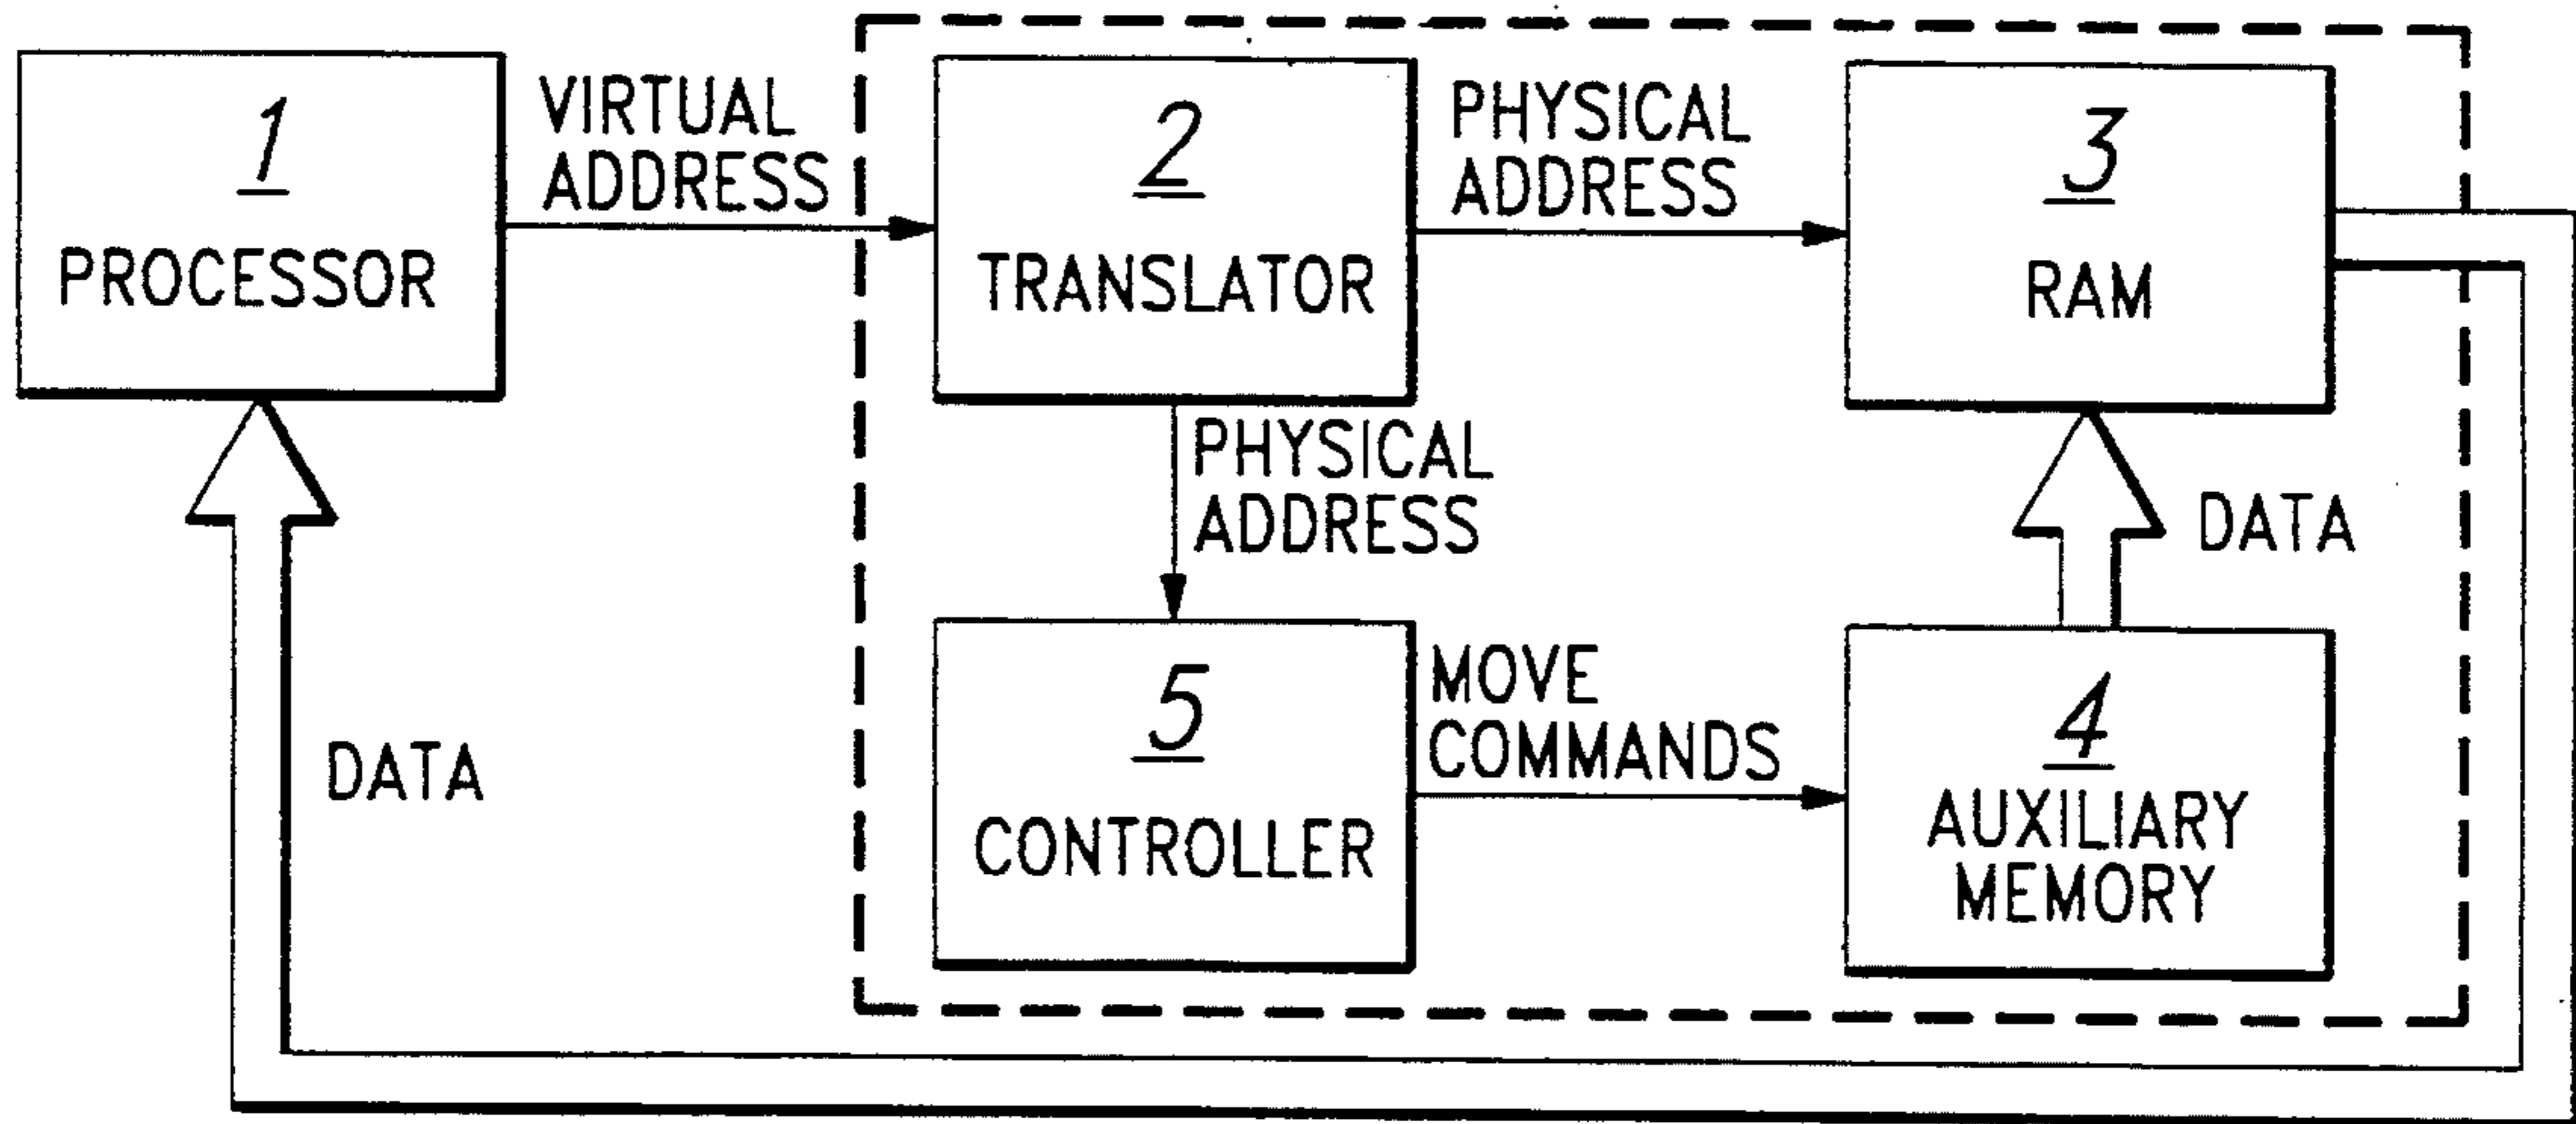 1
PROCESSOR
VIRTUAL
ADDRESS
2
TRANSLATOR
PHYSICAL
ADDRESS
3
RAM
PHYSICAL
ADDRESS
DATA
5
CONTROLLER
MOVE
COMMANDS
4
AUXILIARY
MEMORY
DATA